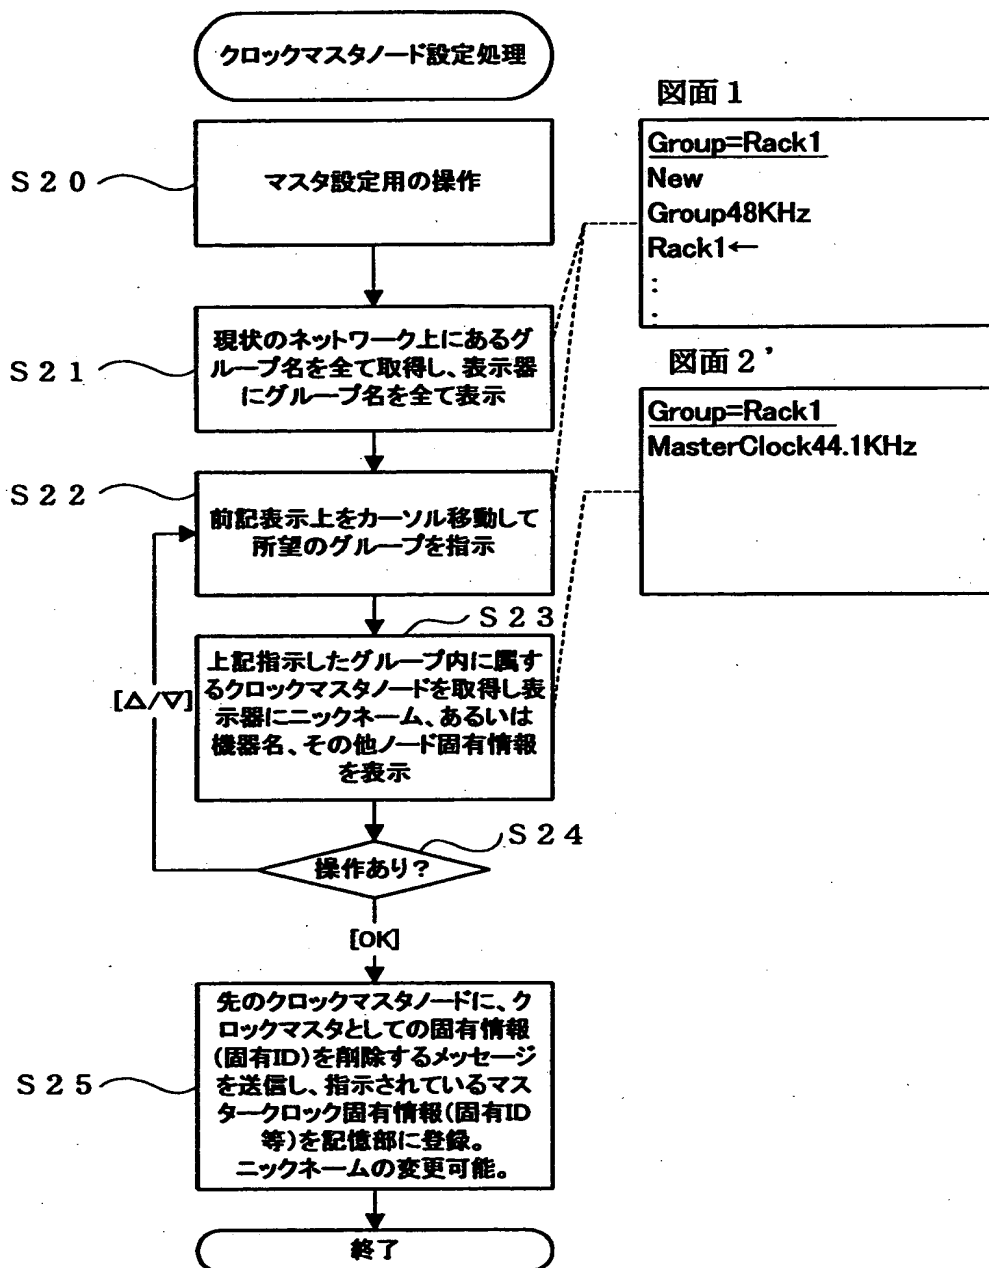 クロックマスタノード設定処理
S20
マスタ設定用の操作
図面1
Group=Rack1
New
Group48KHz
Rack1←
:
:
S21
現状のネットワーク上にあるグ
ループ名を全て取得し、表示器
にグループ名を全て表示
図面2’
Group=Rack1
MasterClock44.1KHz
S22
前記表示上をカーソル移動して
所望のグループを指示
S23
上記指示したグループ内に属す
るクロックマスタノードを取得し表
示器にニックネーム、あるいは
機器名、その他ノード固有情報
を表示
[△/▽]
S24
操作あり?
[OK]
S25
先のクロックマスタノードに、ク
ロックマスタとしての固有情報
(固有ID)を削除するメッセージ
を送信し、指示されているマス
タークロック固有情報(固有ID
等)を記憶部に登録。
ニックネームの変更可能。
終了